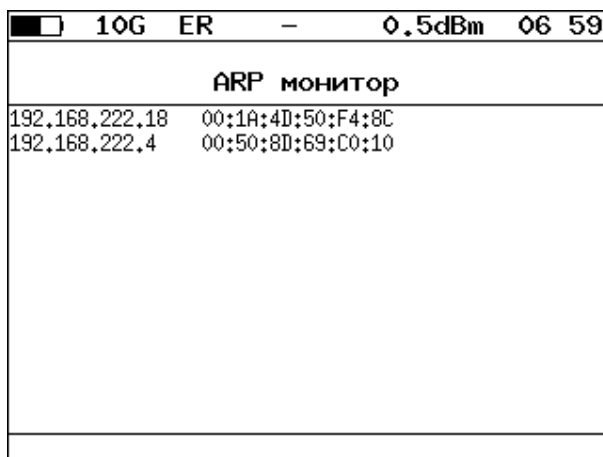 10G ER – 0.5dBm 06 59
ARP монитор
192.168.222.18 00:1A:4D:50:F4:8C
192.168.222.4 00:50:8D:69:C0:10